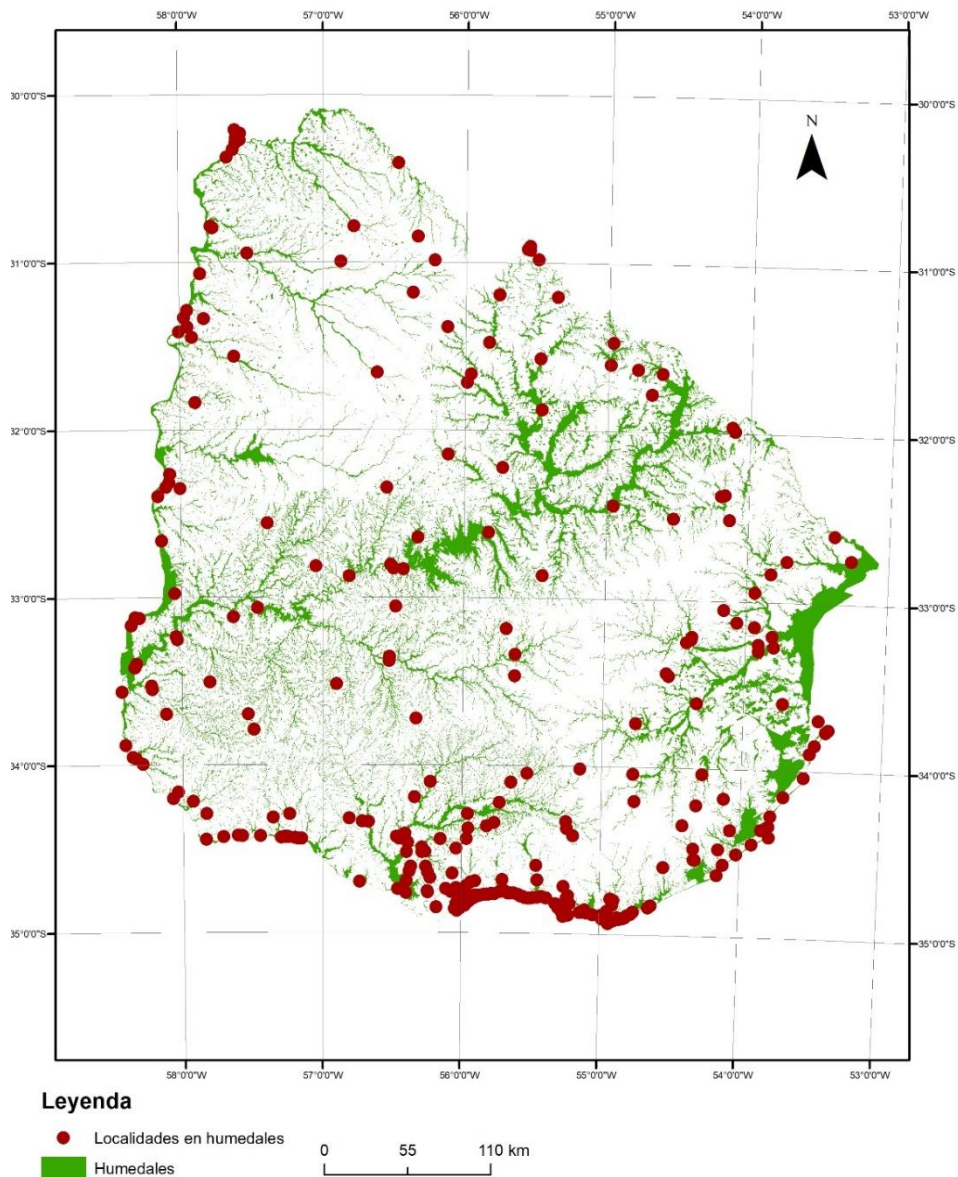 58°0'0"W 57°0'0"W 56°0'0"W 55°0'0"W 54°0'0"W 53°0'0"W
30°0'0"S 30°0'0"S
N
31°0'0"S 31°0'0"S
32°0'0"S 32°0'0"S
33°0'0"S 33°0'0"S
34°0'0"S 34°0'0"S
35°0'0"S 35°0'0"S
58°0'0"W 57°0'0"W 56°0'0"W 55°0'0"W 54°0'0"W 53°0'0"W
Leyenda
Localidades en humedales
Humedales
0 55 110 km